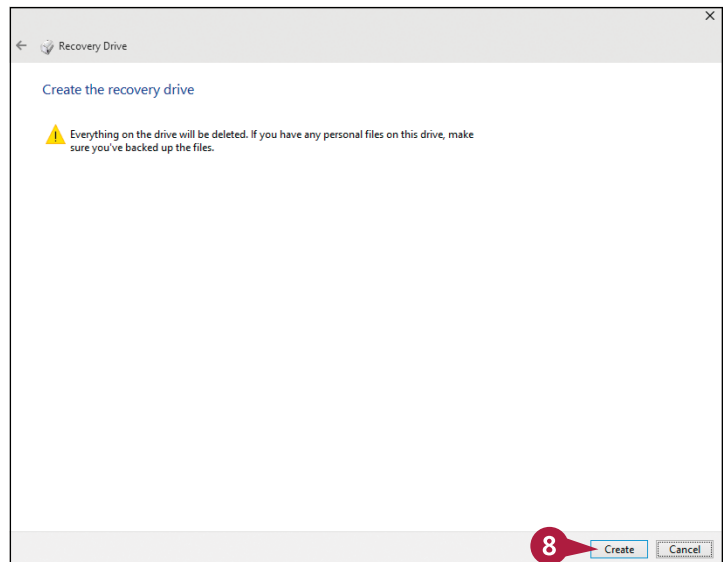 Recovery Drive
Create the recovery drive
Everything on the drive will be deleted. If you have any personal files on this drive, make
sure you've backed up the files.
8
Create
Cancel